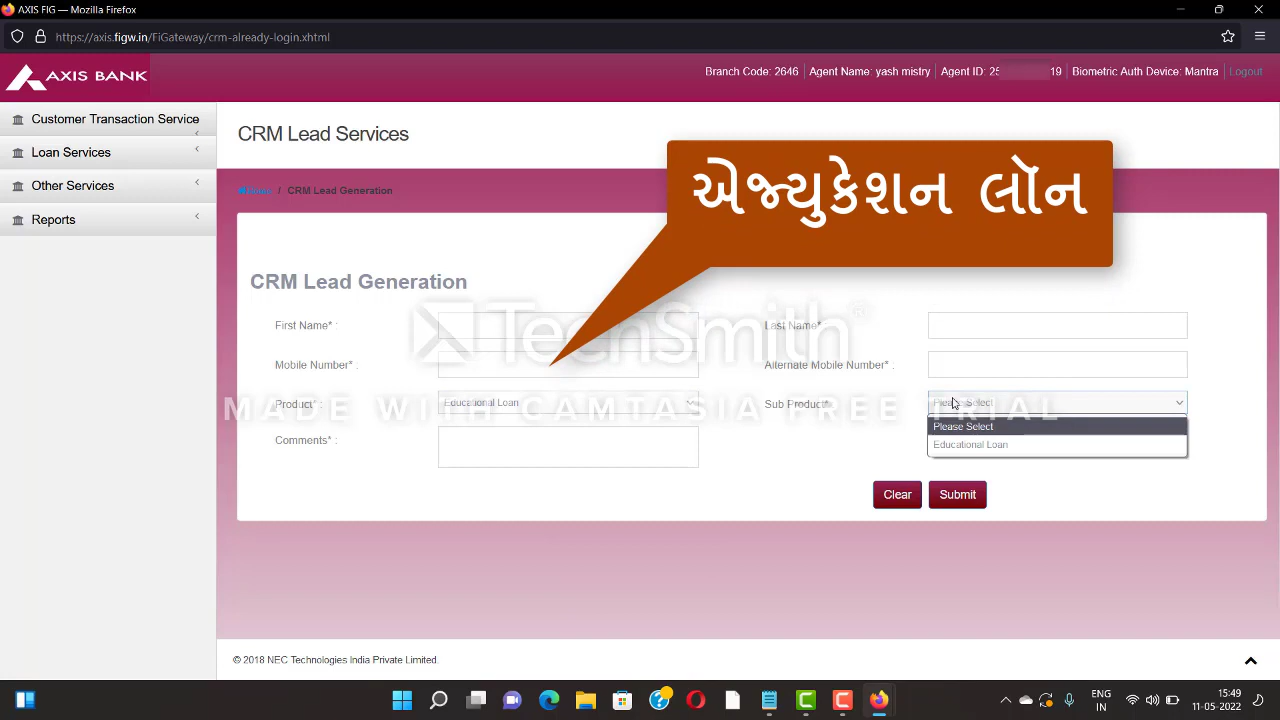 AXIS FIG — Mozilla Firefox
https://axis.figw.in/FiGateway/crm-already-login.xhtml
AXIS BANK
Branch Code: 2646 Agent Name: yash mistry Agent ID: 25 19 Biometric Auth Device: Mantra Logout
Customer Transaction Service
Loan Services
Other Services
Reports
CRM Lead Services
Home / CRM Lead Generation
એજ્યુકેશન લૉન
CRM Lead Generation
First Name* :
Last Name*
Mobile Number* :
Alternate Mobile Number* :
Product* : Educational Loan
Sub Product* Please Select
Please Select
Educational Loan
Comments* :
Clear Submit
TechSmith
MADE WITH CAMTASIA FREE TRIAL
© 2018 NEC Technologies India Private Limited.
ENG
IN
15:49
11-05-2022